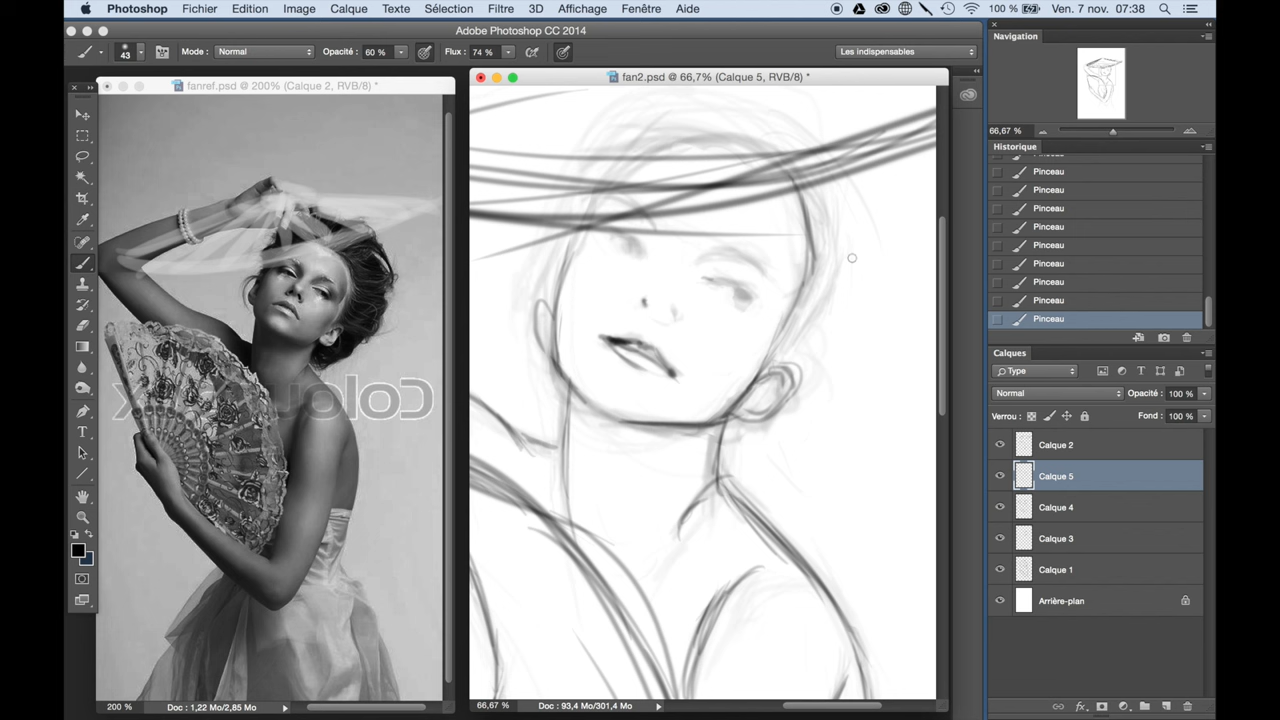 Photoshop Fichier Edition Image Calque Texte Sélection Filtre 3D Affichage Fenêtre Aide 100 % Ven. 7 nov. 07:38
Adobe Photoshop CC 2014
43 Mode : Normal Opacité : 60 % Flux : 74 % Les indispensables
fanref.psd @ 200% (Calque 2, RVB/8) *
fan2.psd @ 66,7% (Calque 5, RVB/8) *
Navigation
66,67 %
Historique
Pinceau
Pinceau
Pinceau
Pinceau
Pinceau
Pinceau
Pinceau
Pinceau
Pinceau
Calques
Type
Normal Opacité : 100 %
Verrou : Fond : 100 %
Calque 2
Calque 5
Calque 4
Calque 3
Calque 1
Arrière-plan
200 % Doc : 1,22 Mo/2,85 Mo
66,67 % Doc : 93,4 Mo/301,4 Mo